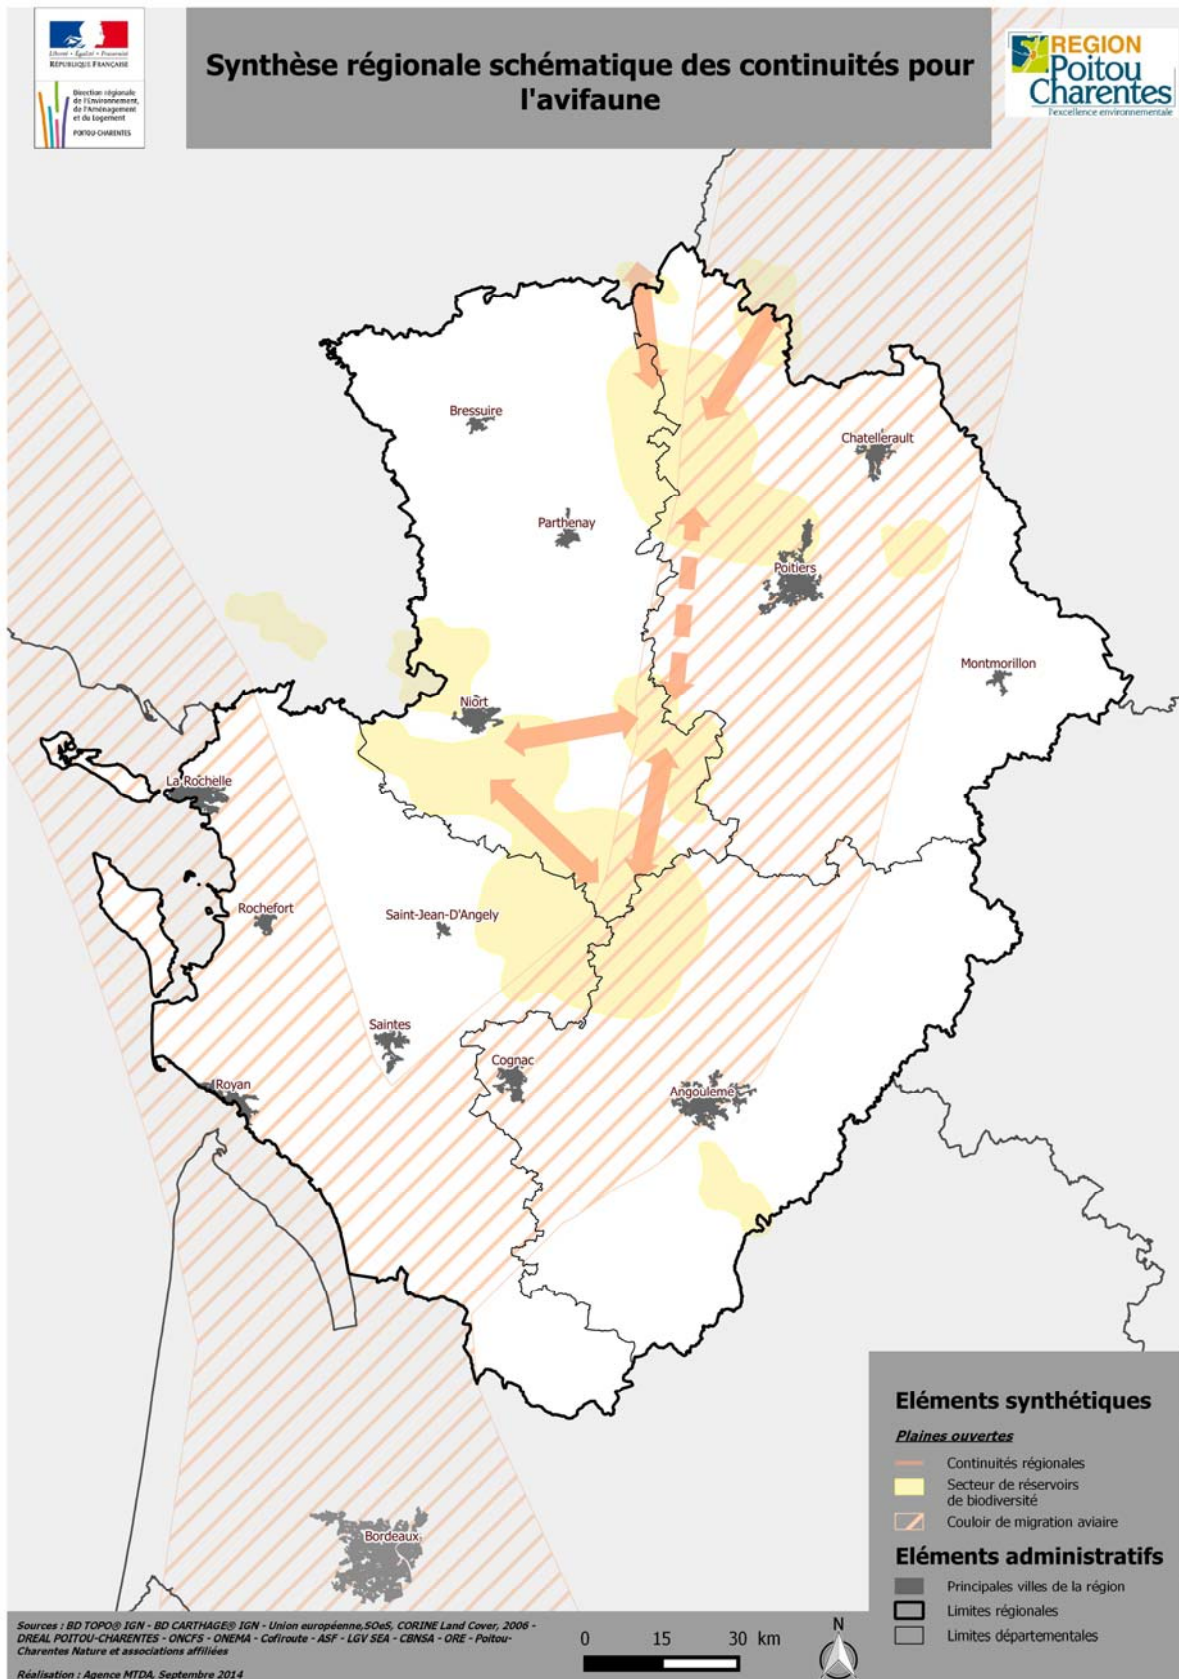 Liberté • Égalité • Fraternité
RÉPUBLIQUE FRANÇAISE
Direction régionale
de l'Environnement,
de l'Aménagement
et du Logement
POITOU-CHARENTES
Synthèse régionale schématique des continuités pour
l'avifaune
REGION
Poitou
Charentes
l'excellence environnementale
Bressuire
Chatellerault
Parthenay
Poitiers
Montmorillon
Niort
La Rochelle
Rochefort
Saint-Jean-D'Angely
Saintes
Cognac
Royan
Angouleme
Bordeaux
Eléments synthétiques
Plaines ouvertes
Continuités régionales
Secteur de réservoirs
de biodiversité
Couloir de migration aviaire
Eléments administratifs
Principales villes de la région
Limites régionales
Limites départementales
Sources : BD TOPO® IGN - BD CARTHAGE® IGN - Union européenne,SOeS, CORINE Land Cover, 2006 -
DREAL POITOU-CHARENTES - ONCFS - ONEMA - Cofiroute - ASF - LGV SEA - CBNSA - ORE - Poitou-
Charentes Nature et associations affiliées
Réalisation : Agence MTDA, Septembre 2014
0 15 30 km
N